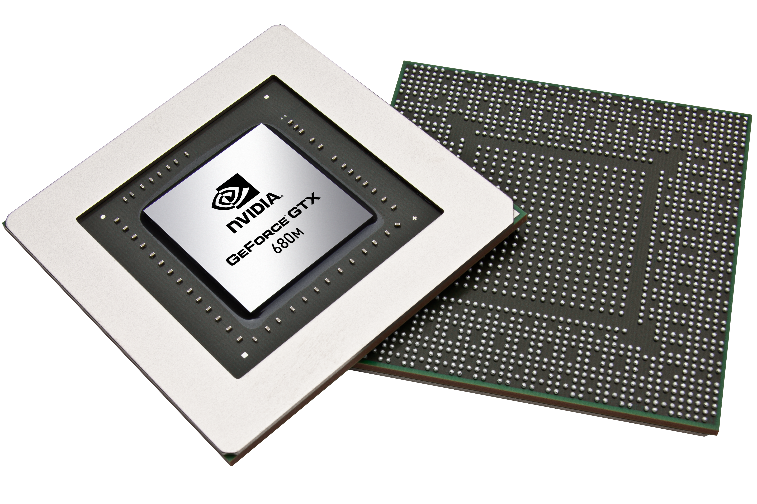 NVIDIA.
GEFORCE GTX
680M